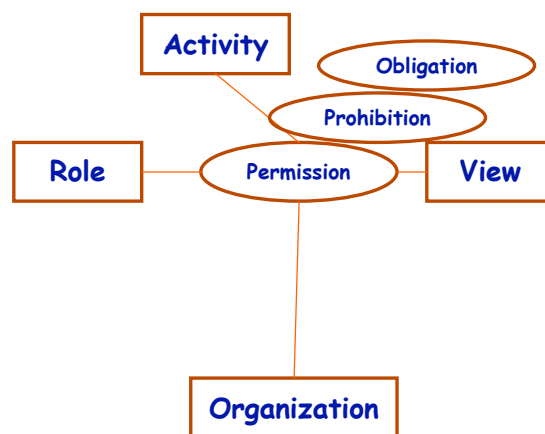 Activity
Obligation
Prohibition
Role
Permission
View
Organization